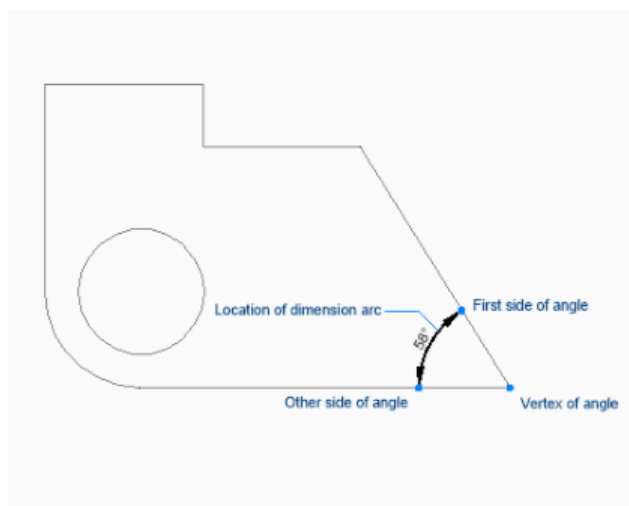 First side of angle
Location of dimension arc
58°
Other side of angle
Vertex of angle